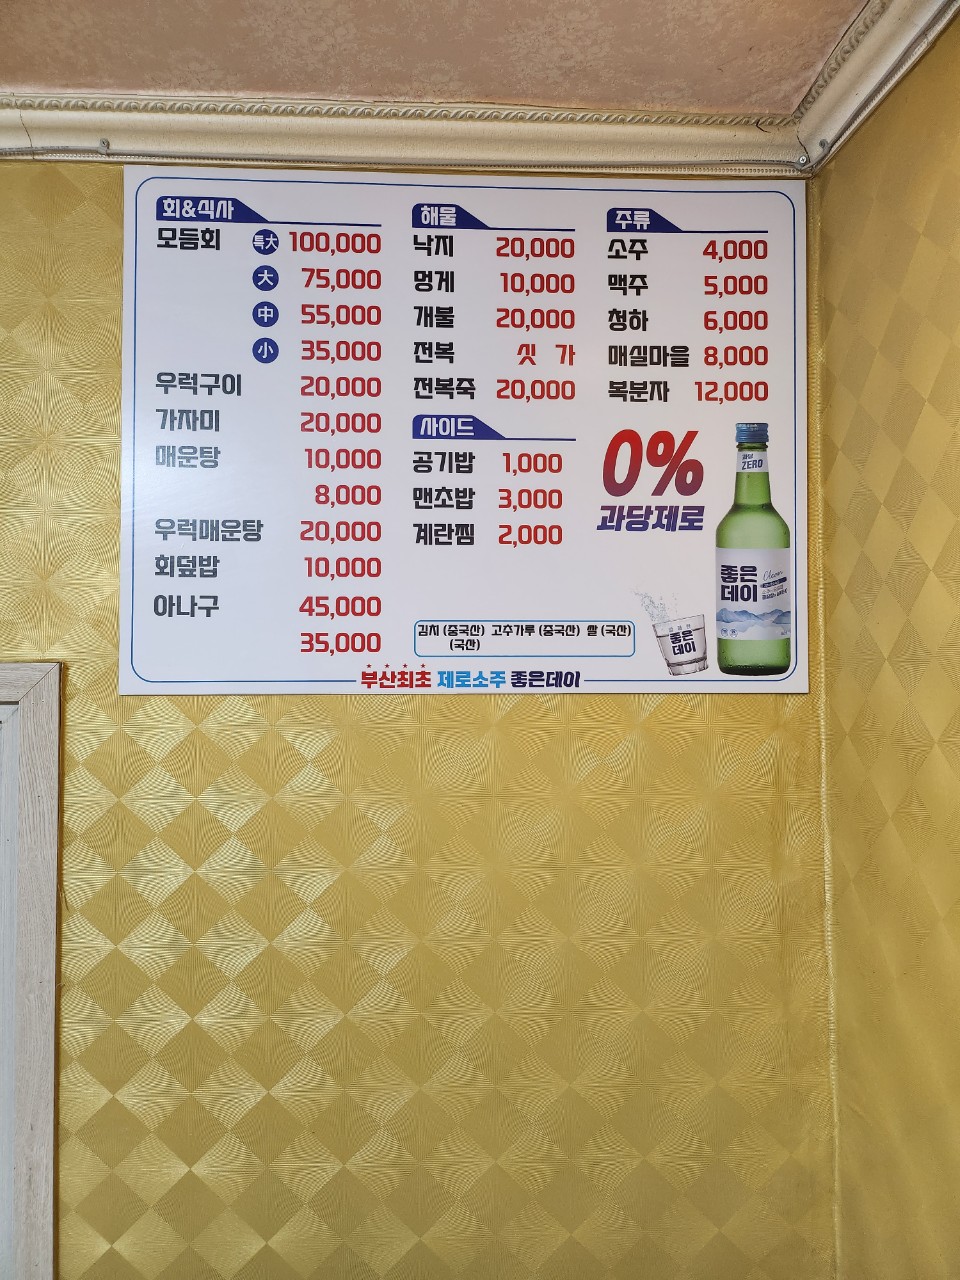 회&식사
모듬회 特大 100,000
大 75,000
中 55,000
小 35,000
우럭구이 20,000
가자미 20,000
매운탕 10,000
8,000
우럭매운탕 20,000
회덮밥 10,000
아나구 45,000
35,000
해물
낙지 20,000
멍게 10,000
개불 20,000
전복 싯 가
전복죽 20,000
사이드
공기밥 1,000
맨초밥 3,000
계란찜 2,000
김치 (중국산) 고추가루 (중국산) 쌀 (국산)
(국산)
주류
소주 4,000
맥주 5,000
청하 6,000
매실마을 8,000
복분자 12,000
0%
과당제로
과당
ZERO
좋은
데이
Clean
좋은
데이
부산최초 제로소주 좋은데이